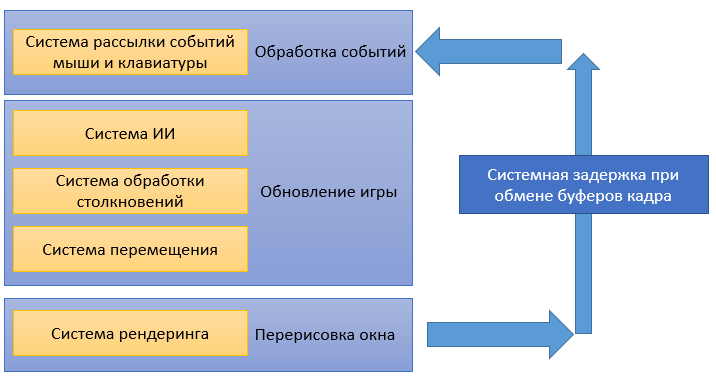 Система рассылки событий
мыши и клавиатуры
Обработка событий
Система ИИ
Система обработки
столкновений
Обновление игры
Система перемещения
Система рендеринга
Перерисовка окна
Системная задержка при
обмене буферов кадра